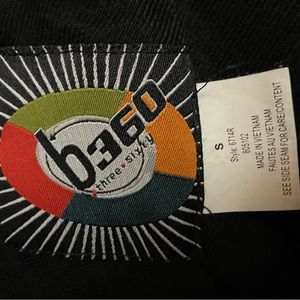 b360
three•sixty
S
Style: 6714R
805102
MADE IN VIETNAM
FAUTES AU VIETNAM
SEE SIDE SEAM FOR CARE/CONTENT